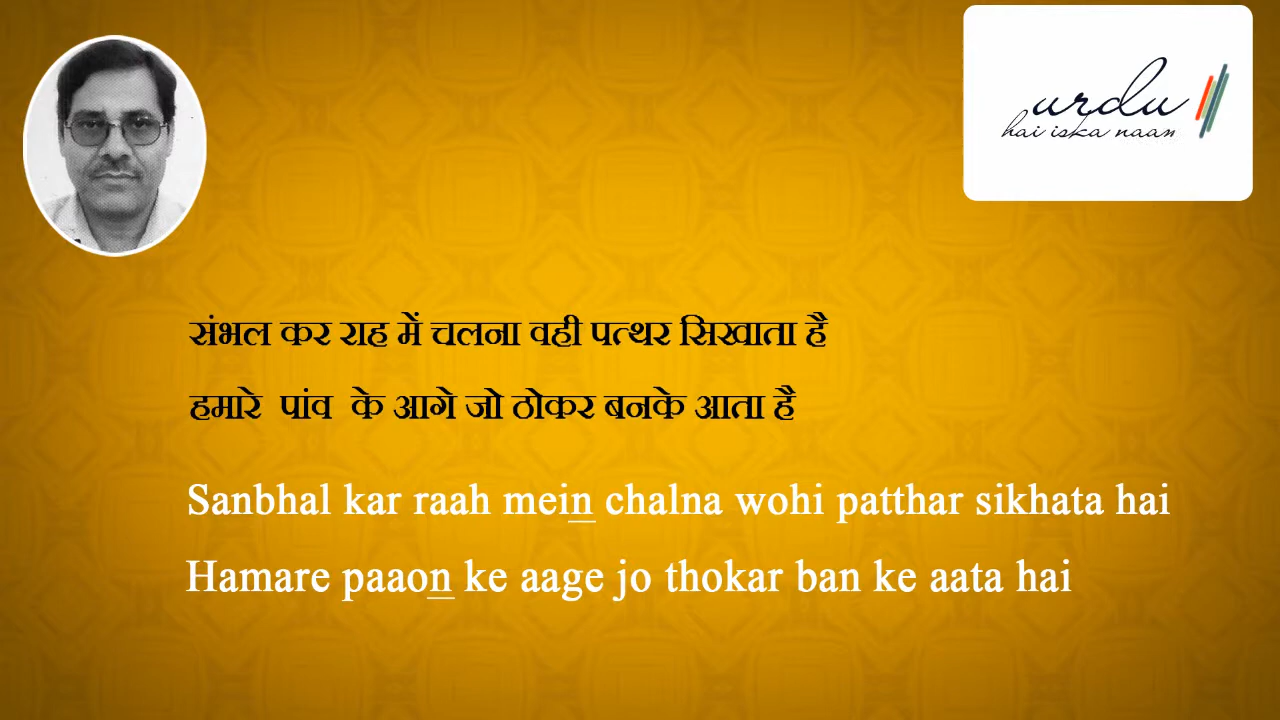 urdu
hai iska naam
संभल कर राह में चलना वही पत्थर सिखाता है
हमारे पांव के आगे जो ठोकर बनके आता है
Sanbhal kar raah mein chalna wohi patthar sikhata hai
Hamare paaon ke aage jo thokar ban ke aata hai